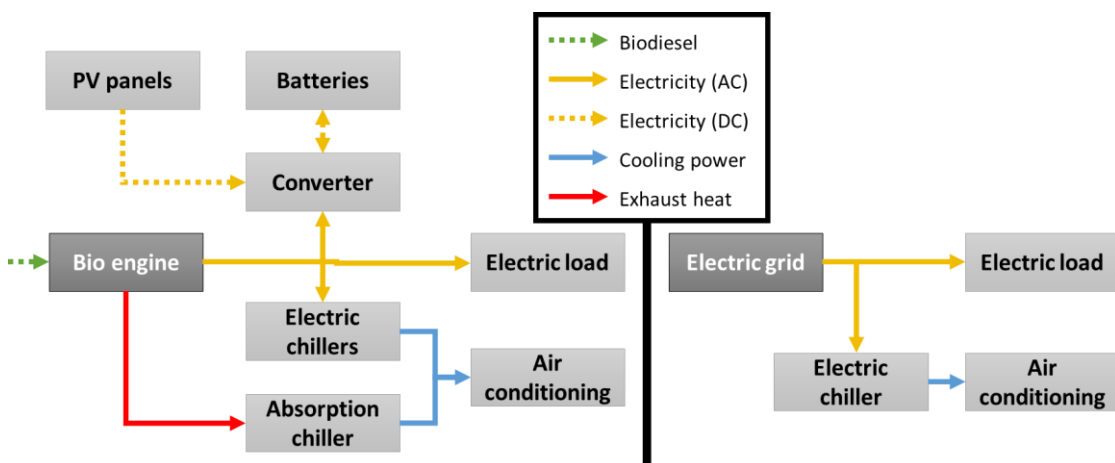 PV panels
Batteries
Converter
Bio engine
Electric load
Electric
chillers
Air
conditioning
Absorption
chiller
Biodiesel
Electricity (AC)
Electricity (DC)
Cooling power
Exhaust heat
Electric grid
Electric load
Electric
chiller
Air
conditioning